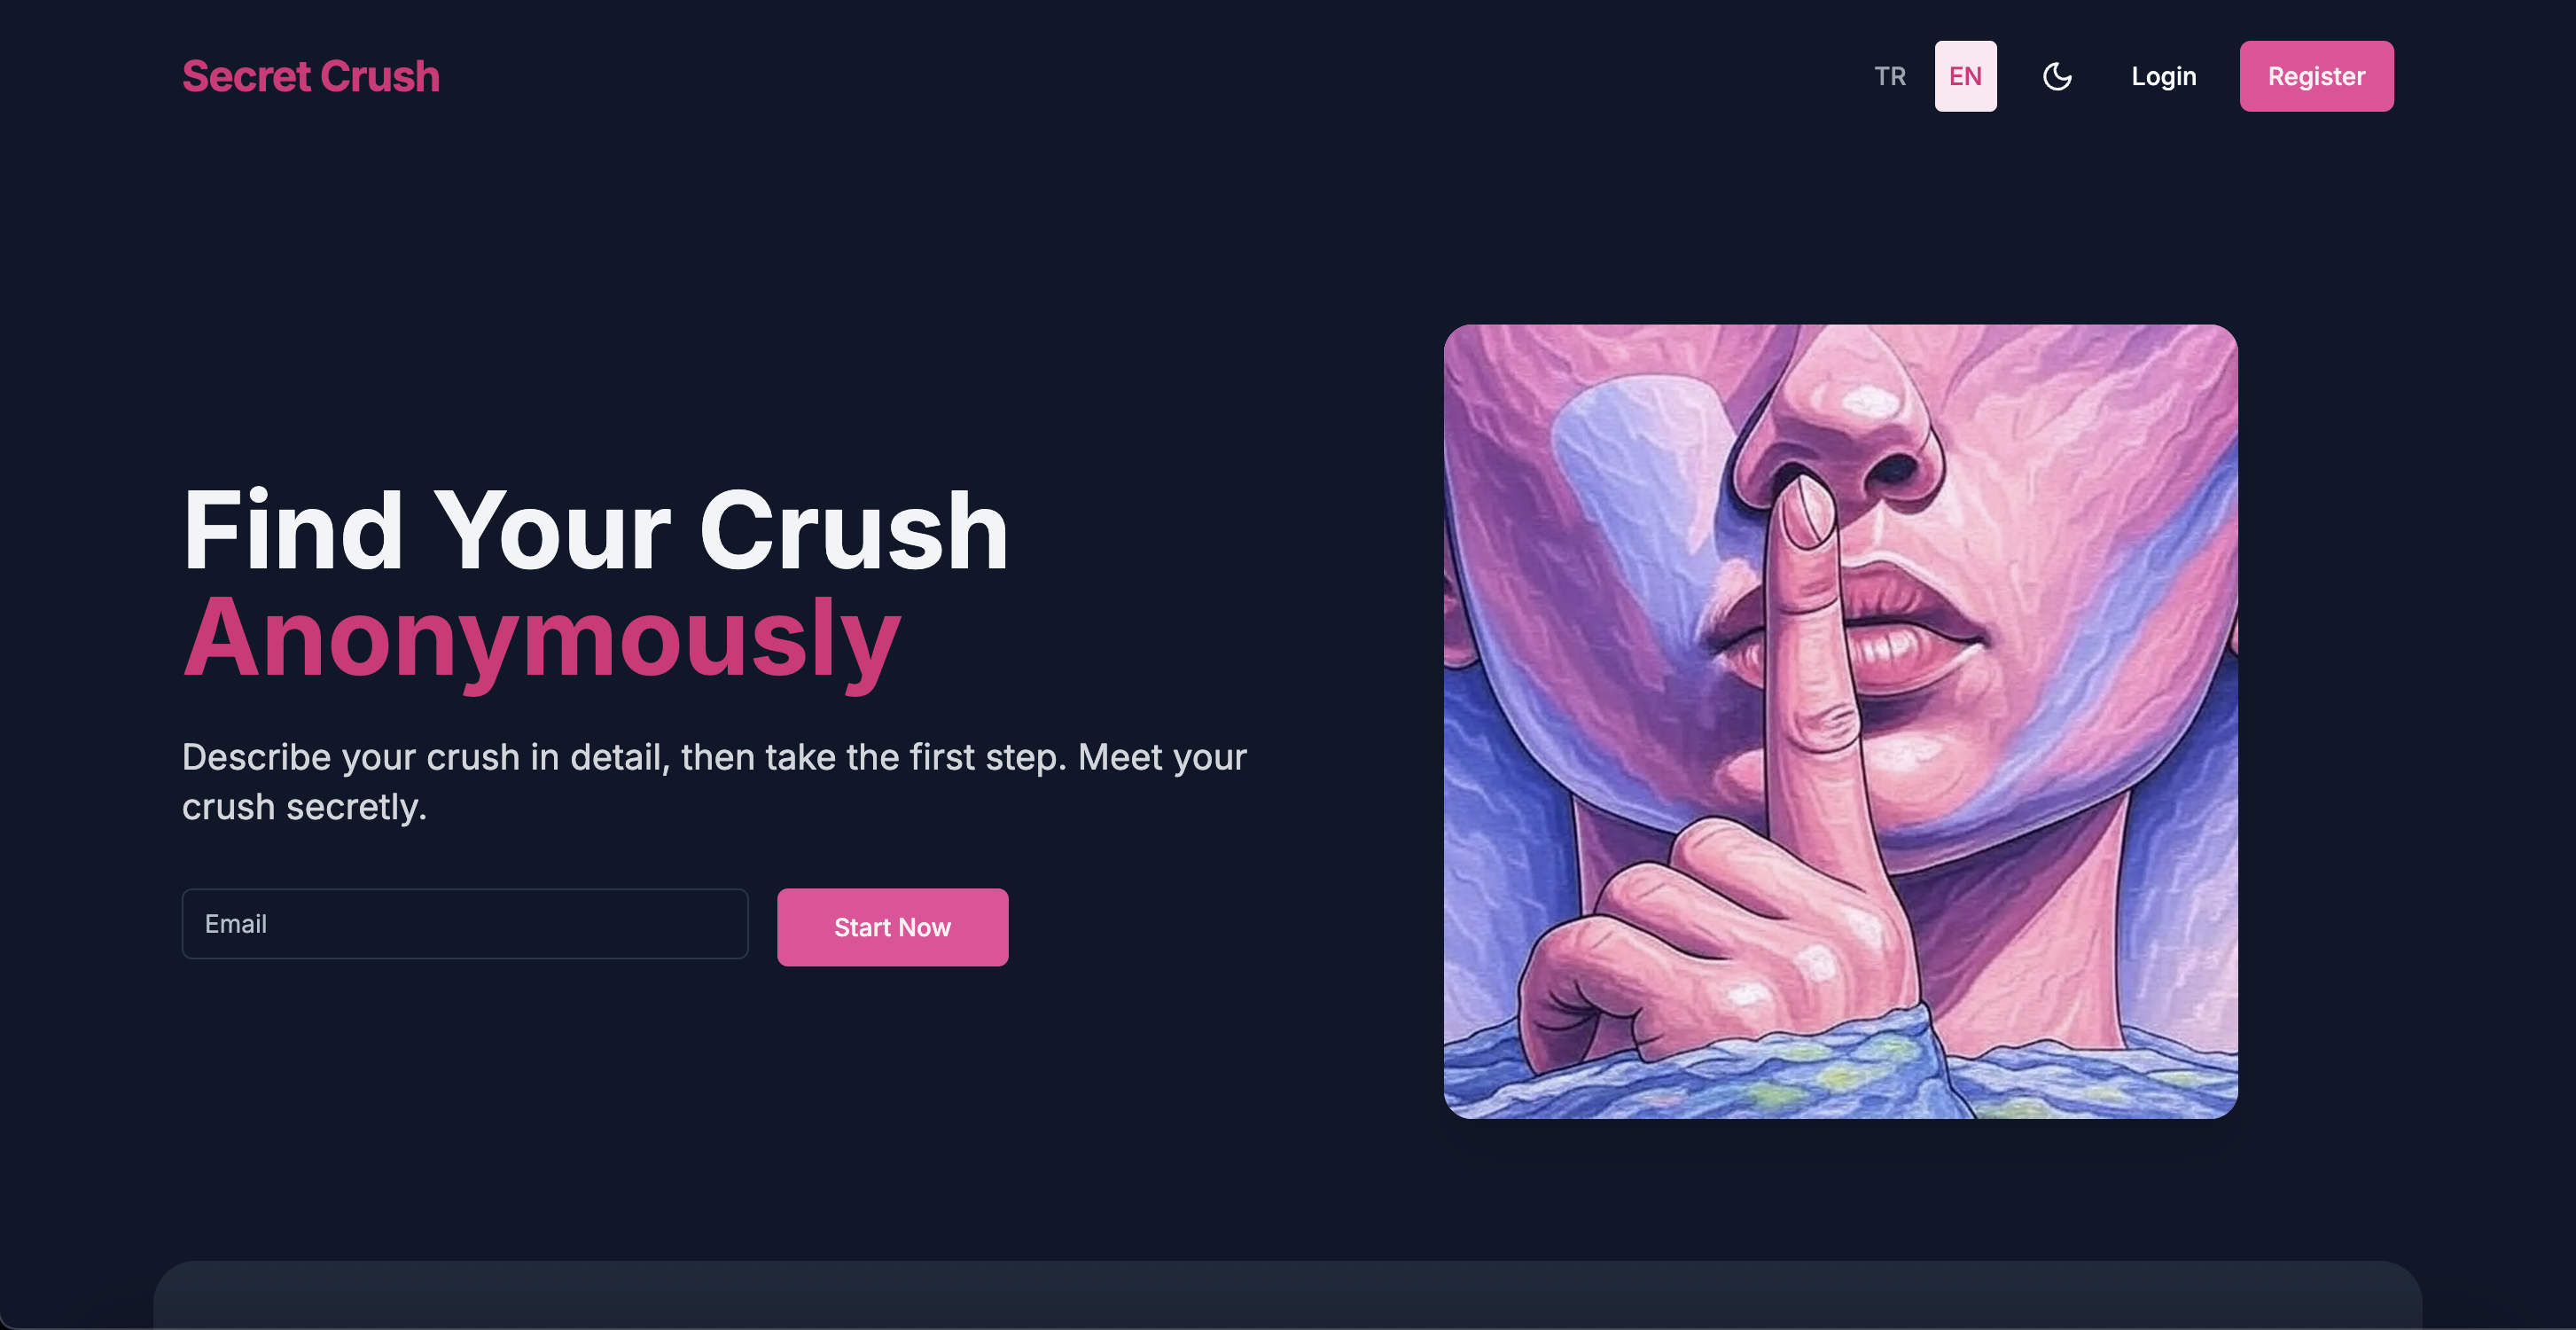 Secret Crush
TR
EN
Login
Register
Find Your Crush
Anonymously
Describe your crush in detail, then take the first step. Meet your
crush secretly.
Email
Start Now